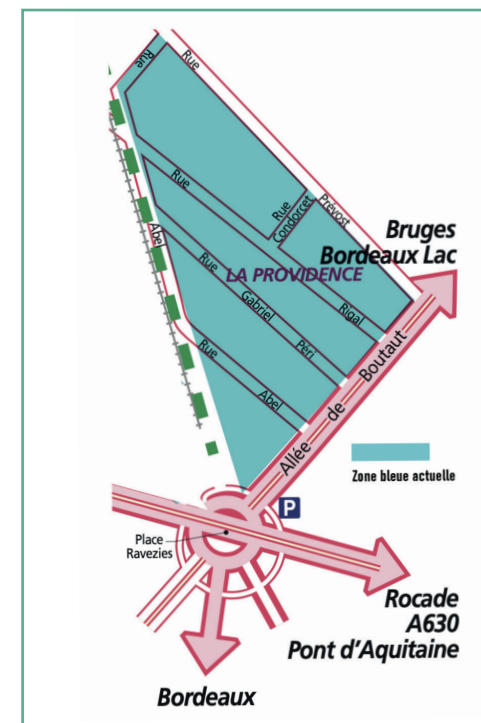 Rue
Rue
Rue
Rue
Condorcet
Prévost
Bruges
Bordeaux Lac
Abel
LA PROVIDENCE
Rue
Gabriel
Péri
Rigal
Rue
Abel
Allée de Boutaut
Zone bleue actuelle
P
Place
Ravezies
Rocade
A630
Pont d'Aquitaine
Bordeaux